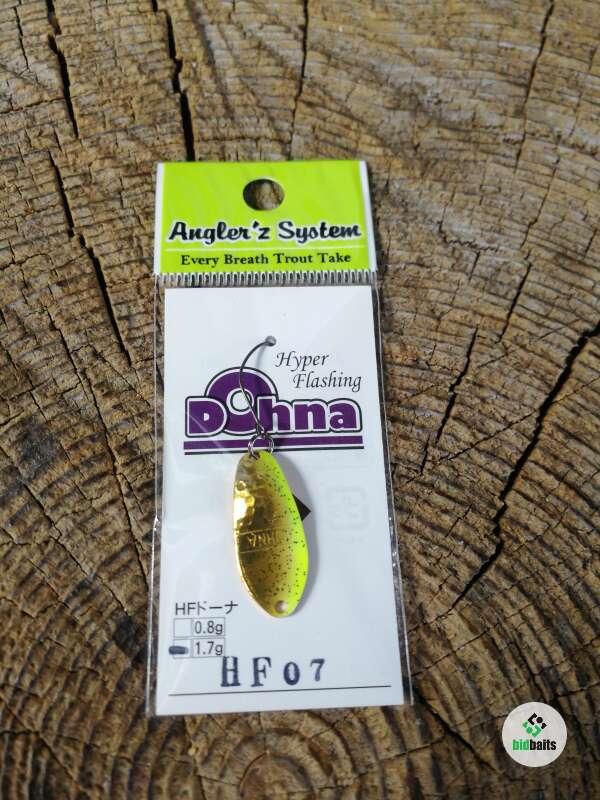 Angler'z System
Every Breath Trout Take
Hyper
Flashing
Dohna
HFドーナ
0.8g
1.7g
HF07
bidbaits